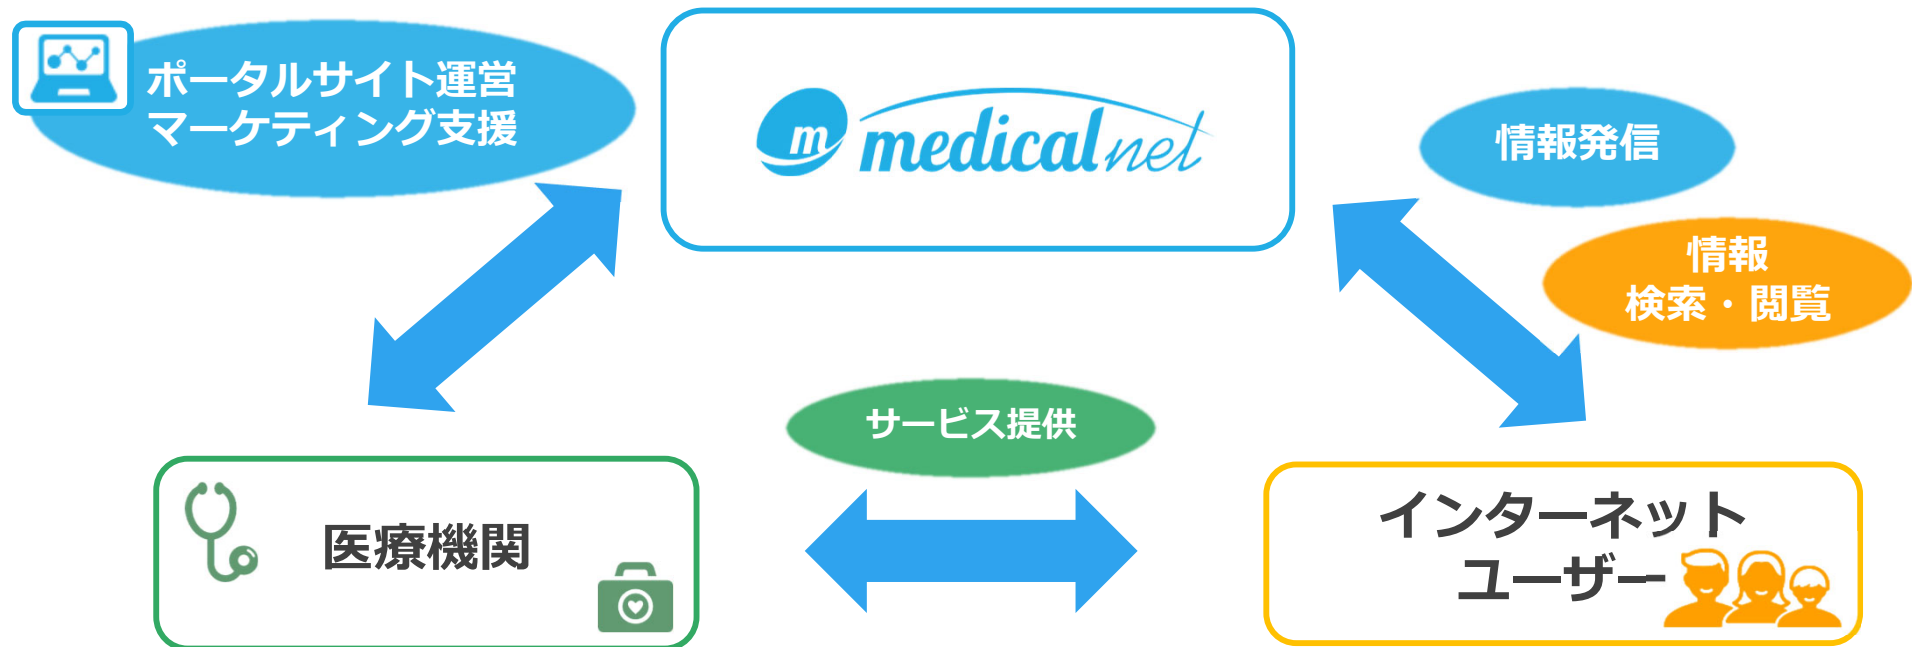 ポータルサイト運営
マーケティング支援
m medicalnet
情報発信
情報
検索・閲覧
サービス提供
医療機関
インターネット
ユーザー